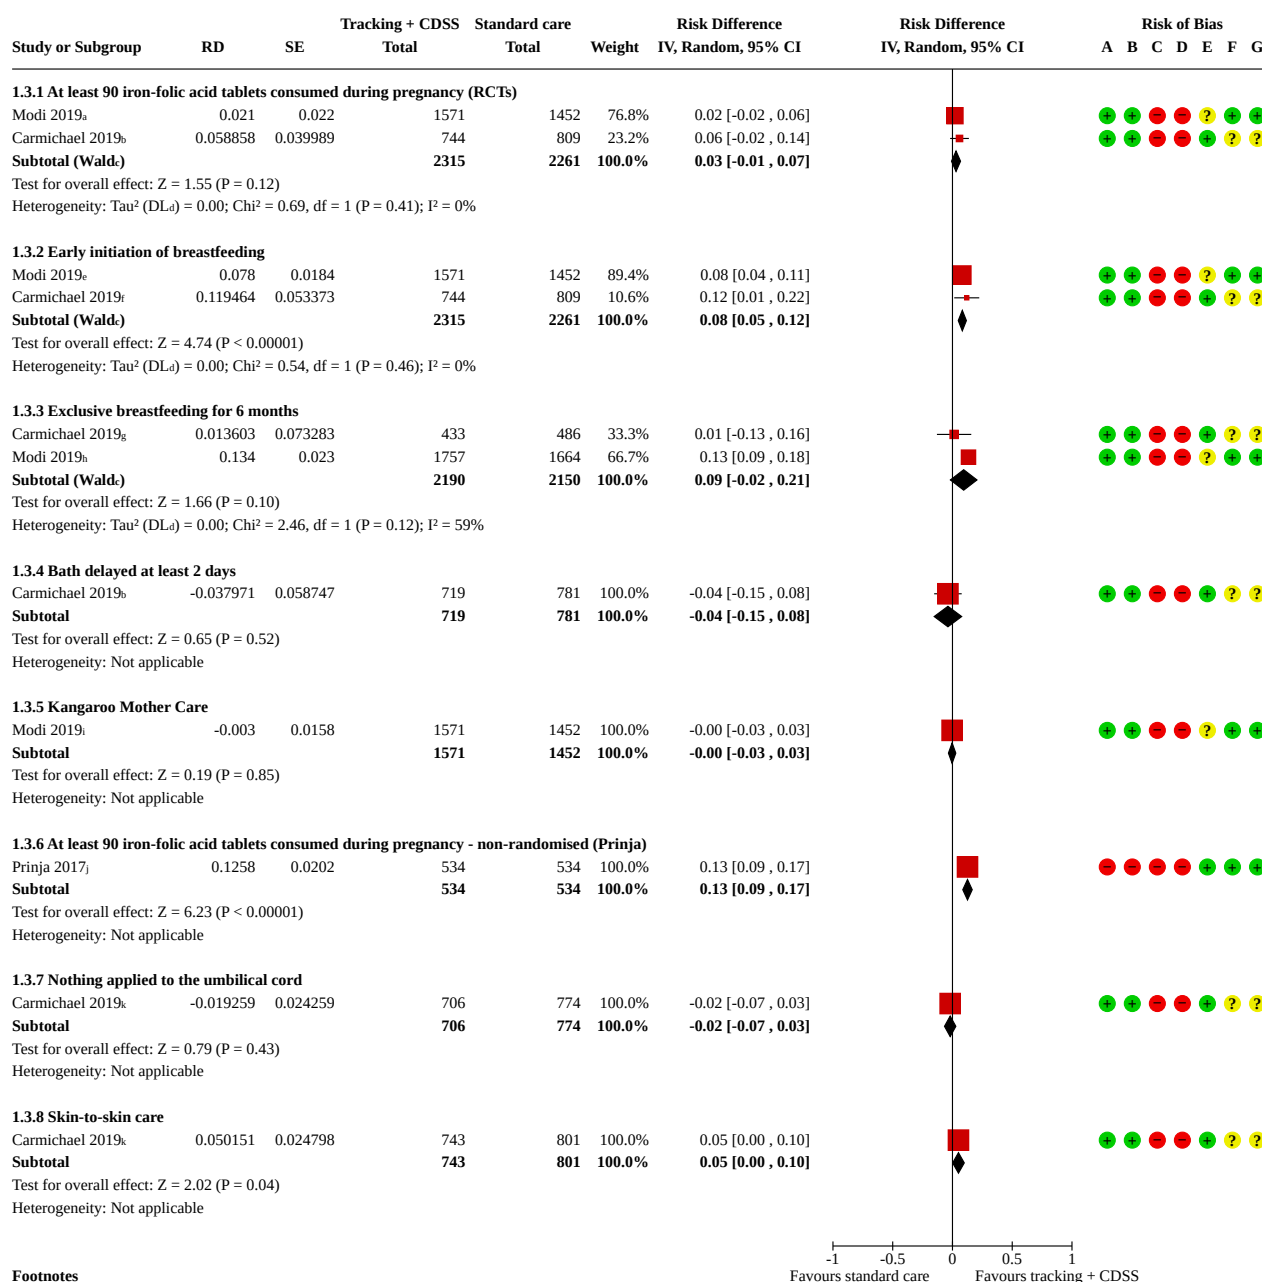 Tracking + CDSS Standard care Risk Difference Risk Difference Risk of Bias
Study or Subgroup RD SE Total Total Weight IV, Random, 95% CI IV, Random, 95% CI A B C D E F G
1.3.1 At least 90 iron-folic acid tablets consumed during pregnancy (RCTs)
Modi 2019a 0.021 0.022 1571 1452 76.8% 0.02 [-0.02 , 0.06] + + − − ? + +
Carmichael 2019b 0.058858 0.039989 744 809 23.2% 0.06 [-0.02 , 0.14] + + − − + ? ?
Subtotal (Waldc) 2315 2261 100.0% 0.03 [-0.01 , 0.07]
Test for overall effect: Z = 1.55 (P = 0.12)
Heterogeneity: Tau² (DLd) = 0.00; Chi² = 0.69, df = 1 (P = 0.41); I² = 0%
1.3.2 Early initiation of breastfeeding
Modi 2019e 0.078 0.0184 1571 1452 89.4% 0.08 [0.04 , 0.11] + + − − ? + +
Carmichael 2019f 0.119464 0.053373 744 809 10.6% 0.12 [0.01 , 0.22] + + − − + ? ?
Subtotal (Waldc) 2315 2261 100.0% 0.08 [0.05 , 0.12]
Test for overall effect: Z = 4.74 (P < 0.00001)
Heterogeneity: Tau² (DLd) = 0.00; Chi² = 0.54, df = 1 (P = 0.46); I² = 0%
1.3.3 Exclusive breastfeeding for 6 months
Carmichael 2019g 0.013603 0.073283 433 486 33.3% 0.01 [-0.13 , 0.16] + + − − + ? ?
Modi 2019h 0.134 0.023 1757 1664 66.7% 0.13 [0.09 , 0.18] + + − − ? + +
Subtotal (Waldc) 2190 2150 100.0% 0.09 [-0.02 , 0.21]
Test for overall effect: Z = 1.66 (P = 0.10)
Heterogeneity: Tau² (DLd) = 0.00; Chi² = 2.46, df = 1 (P = 0.12); I² = 59%
1.3.4 Bath delayed at least 2 days
Carmichael 2019b -0.037971 0.058747 719 781 100.0% -0.04 [-0.15 , 0.08] + + − − + ? ?
Subtotal 719 781 100.0% -0.04 [-0.15 , 0.08]
Test for overall effect: Z = 0.65 (P = 0.52)
Heterogeneity: Not applicable
1.3.5 Kangaroo Mother Care
Modi 2019i -0.003 0.0158 1571 1452 100.0% -0.00 [-0.03 , 0.03] + + − − ? + +
Subtotal 1571 1452 100.0% -0.00 [-0.03 , 0.03]
Test for overall effect: Z = 0.19 (P = 0.85)
Heterogeneity: Not applicable
1.3.6 At least 90 iron-folic acid tablets consumed during pregnancy - non-randomised (Prinja)
Prinja 2017j 0.1258 0.0202 534 534 100.0% 0.13 [0.09 , 0.17] − − − − + + +
Subtotal 534 534 100.0% 0.13 [0.09 , 0.17]
Test for overall effect: Z = 6.23 (P < 0.00001)
Heterogeneity: Not applicable
1.3.7 Nothing applied to the umbilical cord
Carmichael 2019k -0.019259 0.024259 706 774 100.0% -0.02 [-0.07 , 0.03] + + − − + ? ?
Subtotal 706 774 100.0% -0.02 [-0.07 , 0.03]
Test for overall effect: Z = 0.79 (P = 0.43)
Heterogeneity: Not applicable
1.3.8 Skin-to-skin care
Carmichael 2019k 0.050151 0.024798 743 801 100.0% 0.05 [0.00 , 0.10] + + − − + ? ?
Subtotal 743 801 100.0% 0.05 [0.00 , 0.10]
Test for overall effect: Z = 2.02 (P = 0.04)
Heterogeneity: Not applicable
-1 -0.5 0 0.5 1
Footnotes Favours standard care Favours tracking + CDSS